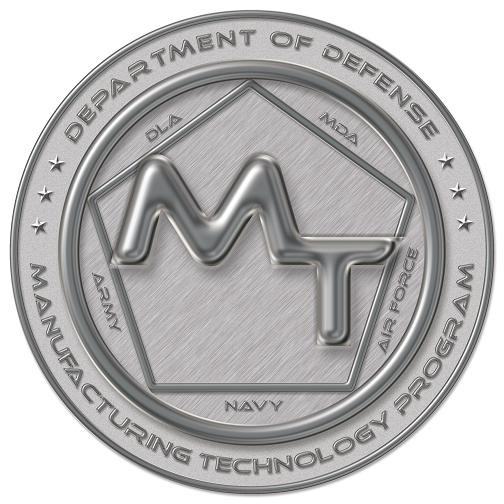 DEPARTMENT OF DEFENSE
DLA
MDA
MT
ARMY
AIR FORCE
NAVY
MANUFACTURING TECHNOLOGY PROGRAM